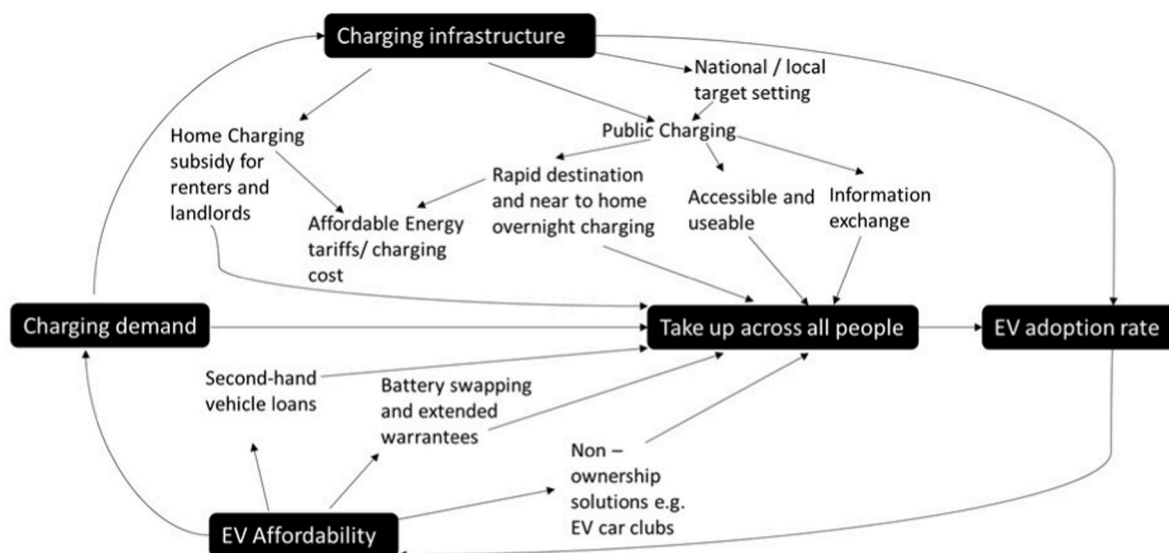 Charging infrastructure
National / local
target setting
Public Charging
Home Charging
subsidy for
renters and
landlords
Rapid destination
and near to home
overnight charging
Accessible and
useable
Information
exchange
Affordable Energy
tariffs/ charging
cost
Charging demand
Take up across all people
EV adoption rate
Second-hand
vehicle loans
Battery swapping
and extended
warrantees
Non –
ownership
solutions e.g.
EV car clubs
EV Affordability